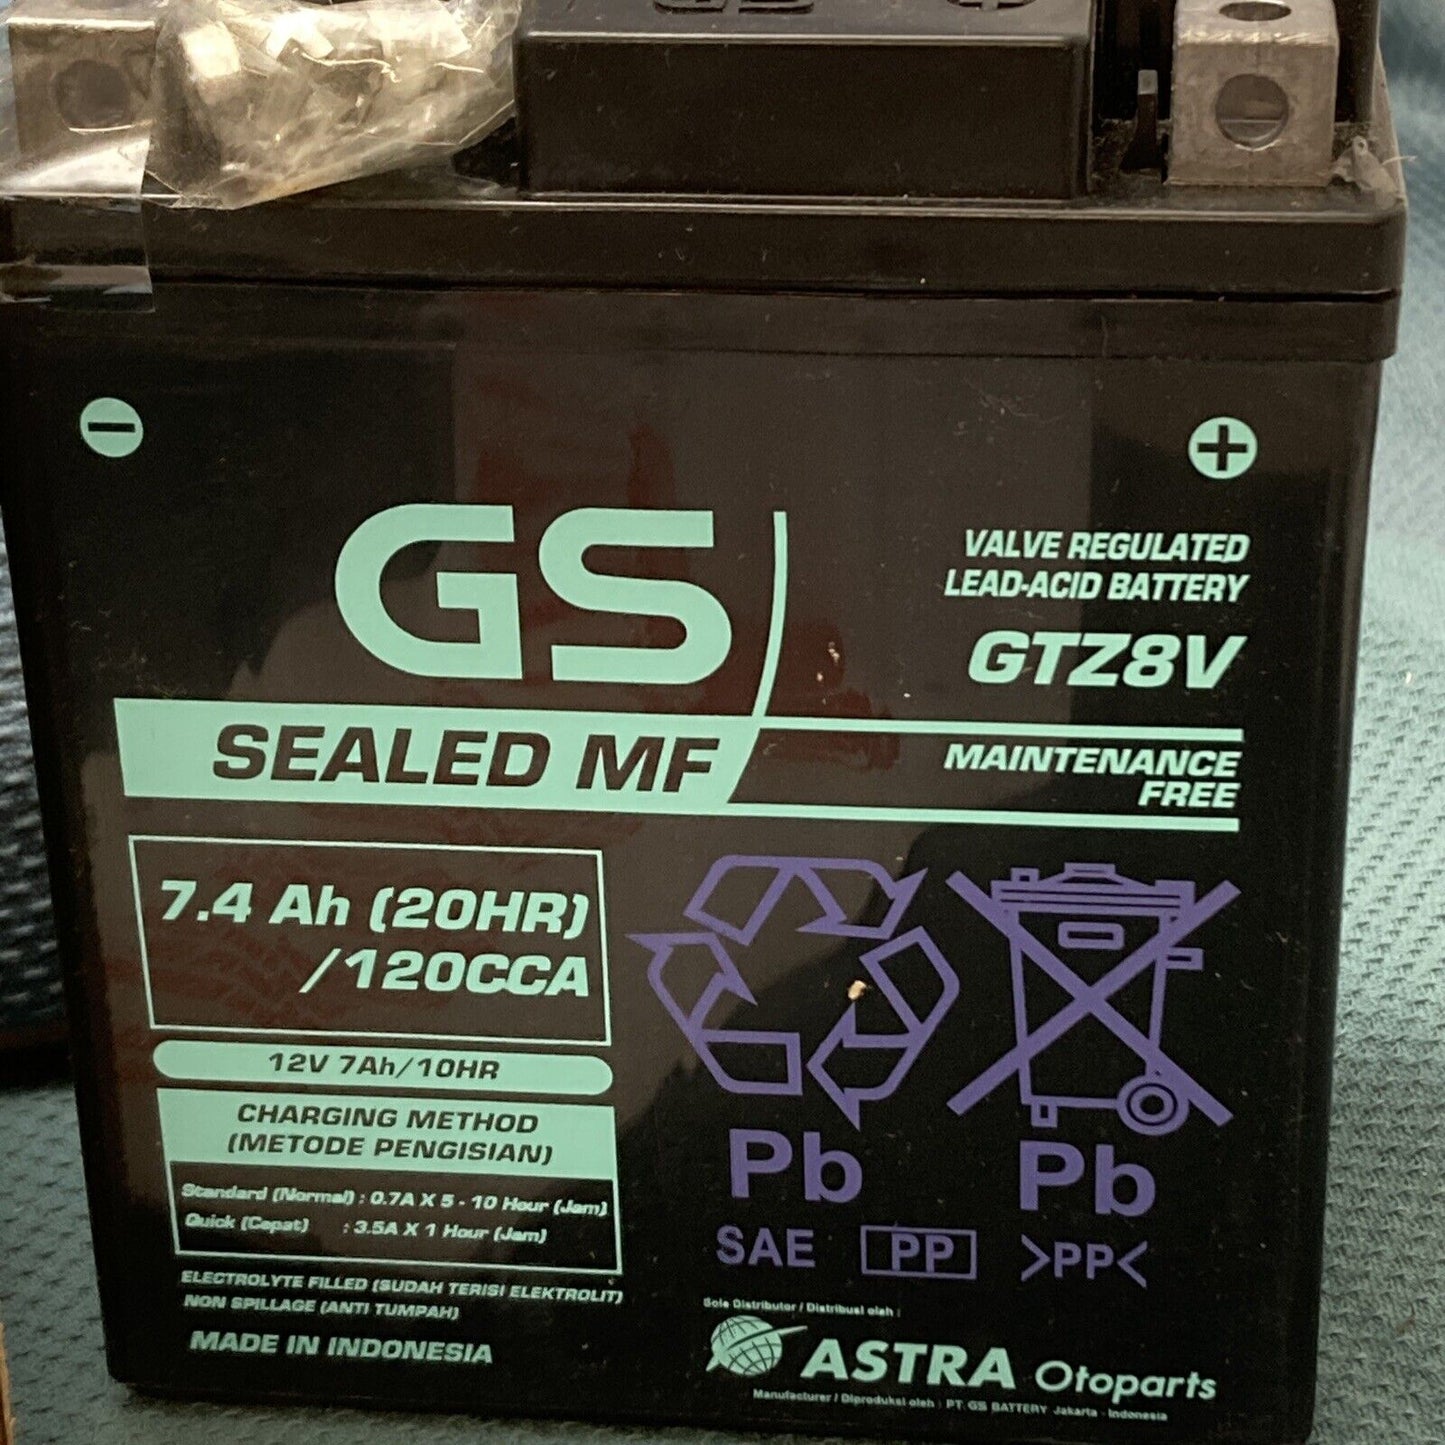 GS
VALVE REGULATED
LEAD-ACID BATTERY
GTZ8V
SEALED MF
MAINTENANCE
FREE
7.4 Ah (20HR)
/120CCA
12V 7Ah/10HR
CHARGING METHOD
(METODE PENGISIAN)
Standard (Normal) : 0.7A X 5 - 10 Hour (Jam)
Quick (Cepat) : 3.5A X 1 Hour (Jam)
ELECTROLYTE FILLED (SUDAH TERISI ELEKTROLIT)
NON SPILLAGE (ANTI TUMPAH)
MADE IN INDONESIA
Pb Pb
SAE PP >PP<
Sole Distributor / Distribusi oleh :
ASTRA Otoparts
Manufacturer / Diproduksi oleh : PT. GS BATTERY Jakarta - Indonesia